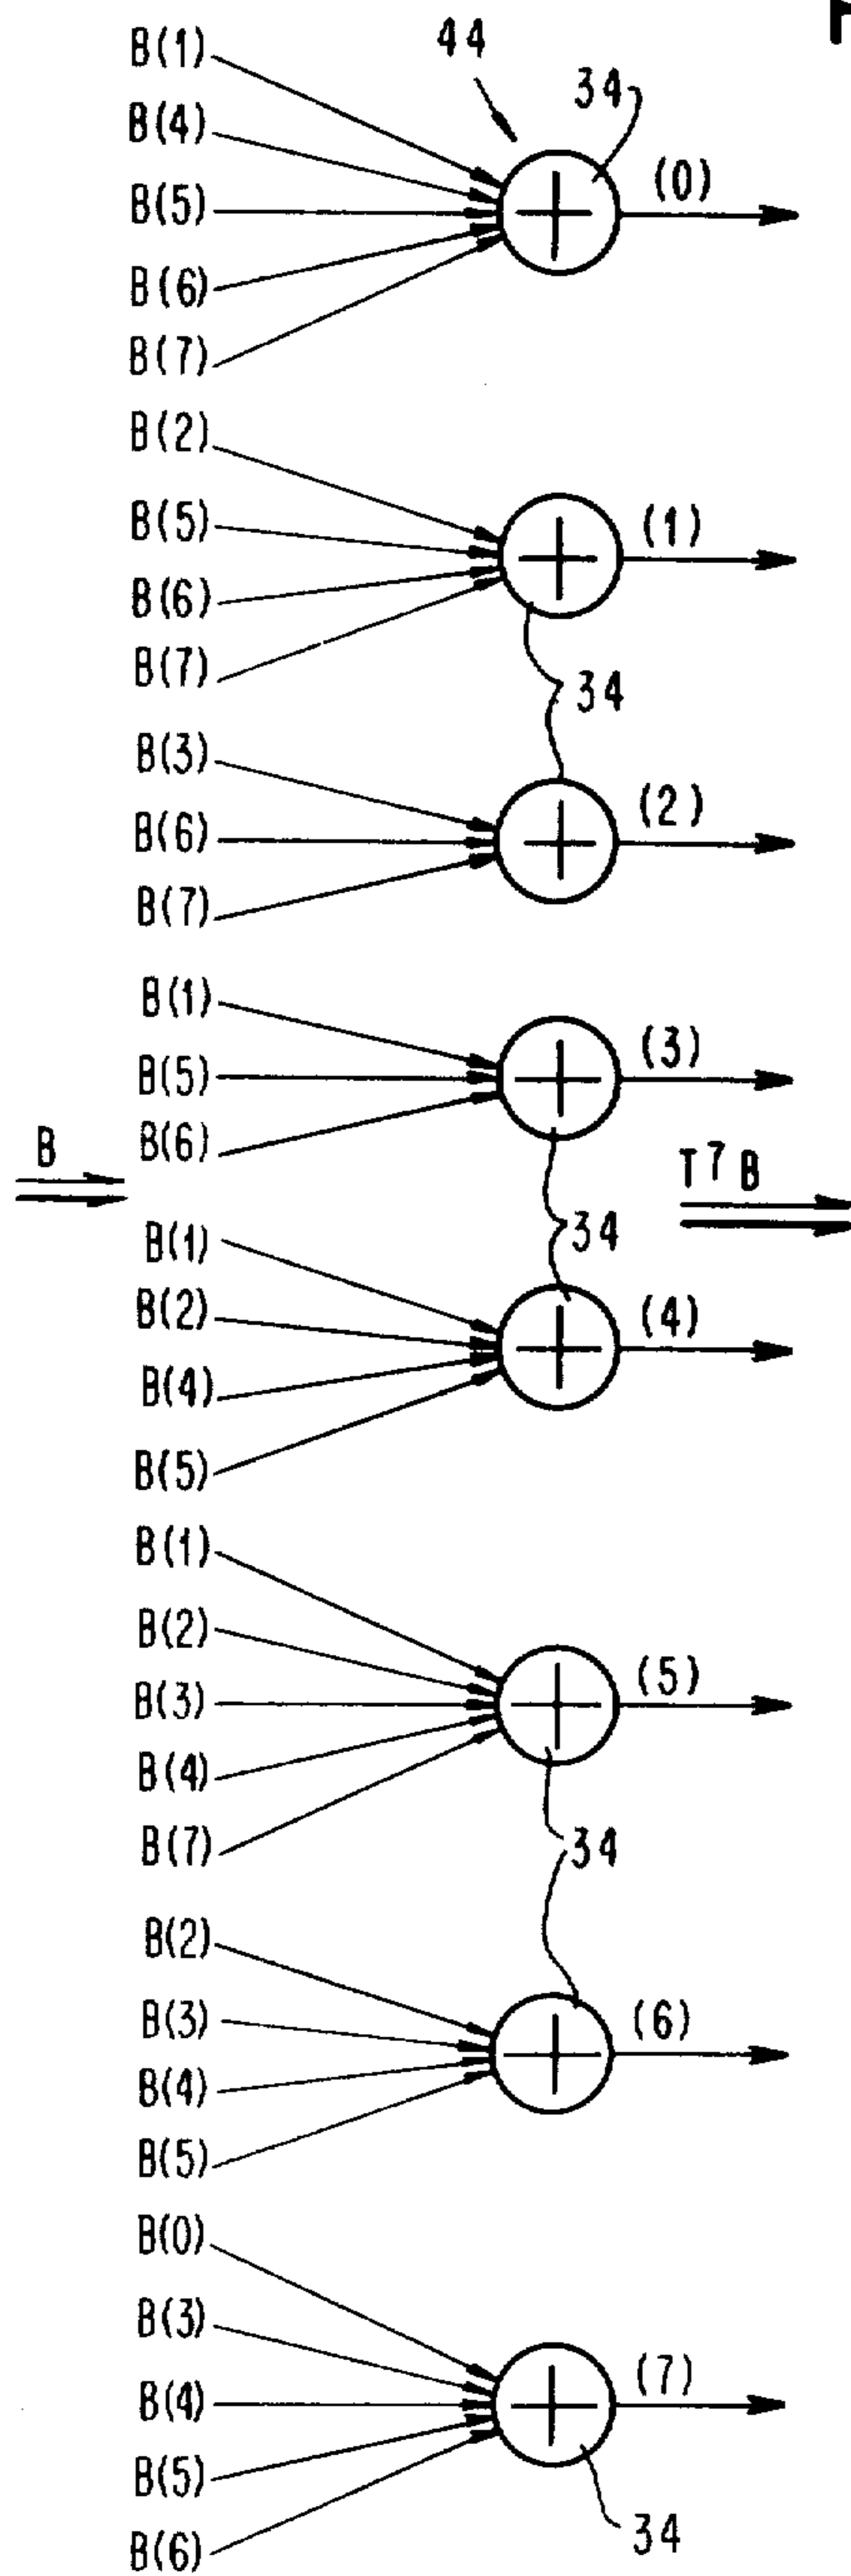 44
B(1)
34
B(4)
B(5)
(0)
B(6)
B(7)
B(2)
B(5)
(1)
B(6)
B(7)
34
B(3)
B(6)
(2)
B(7)
B(1)
B(5)
(3)
B(6)
B
T7B
B(1)
34
B(2)
(4)
B(4)
B(5)
B(1)
B(2)
B(3)
(5)
B(4)
B(7)
34
B(2)
B(3)
(6)
B(4)
B(5)
B(0)
B(3)
B(4)
(7)
B(5)
B(6)
34